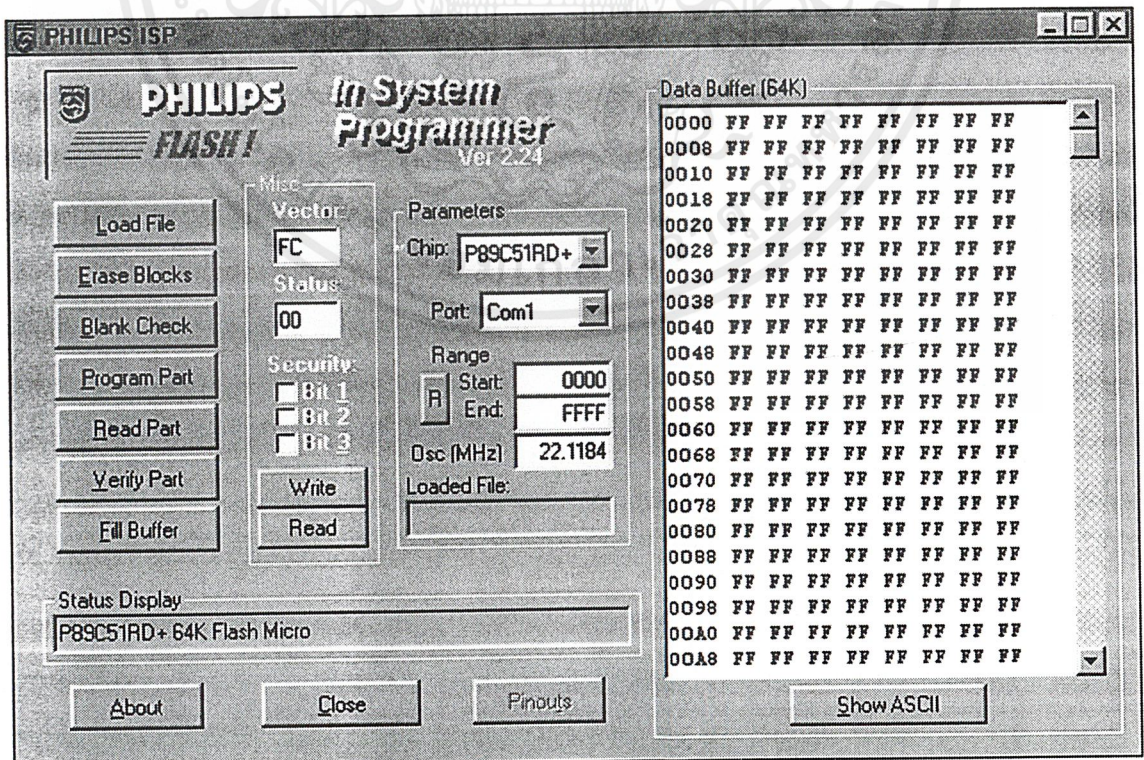 PHILIPS ISP
PHILIPS
FLASH!
In System
Programmer
Ver 2.24
Load File
Erase Blocks
Blank Check
Program Part
Read Part
Verify Part
Fill Buffer
Misc
Vector:
FC
Status:
00
Security:
Bit 1
Bit 2
Bit 3
Write
Read
Parameters
Chip: P89C51RD+
Port: Com1
Range
R
Start: 0000
End: FFFF
Osc (MHz) 22.1184
Loaded File:
Status Display
P89C51RD+ 64K Flash Micro
About
Close
Pinouts
Data Buffer (64K)
0000 FF FF FF FF FF FF FF FF
0008 FF FF FF FF FF FF FF FF
0010 FF FF FF FF FF FF FF FF
0018 FF FF FF FF FF FF FF FF
0020 FF FF FF FF FF FF FF FF
0028 FF FF FF FF FF FF FF FF
0030 FF FF FF FF FF FF FF FF
0038 FF FF FF FF FF FF FF FF
0040 FF FF FF FF FF FF FF FF
0048 FF FF FF FF FF FF FF FF
0050 FF FF FF FF FF FF FF FF
0058 FF FF FF FF FF FF FF FF
0060 FF FF FF FF FF FF FF FF
0068 FF FF FF FF FF FF FF FF
0070 FF FF FF FF FF FF FF FF
0078 FF FF FF FF FF FF FF FF
0080 FF FF FF FF FF FF FF FF
0088 FF FF FF FF FF FF FF FF
0090 FF FF FF FF FF FF FF FF
0098 FF FF FF FF FF FF FF FF
00A0 FF FF FF FF FF FF FF FF
00A8 FF FF FF FF FF FF FF FF
Show ASCII